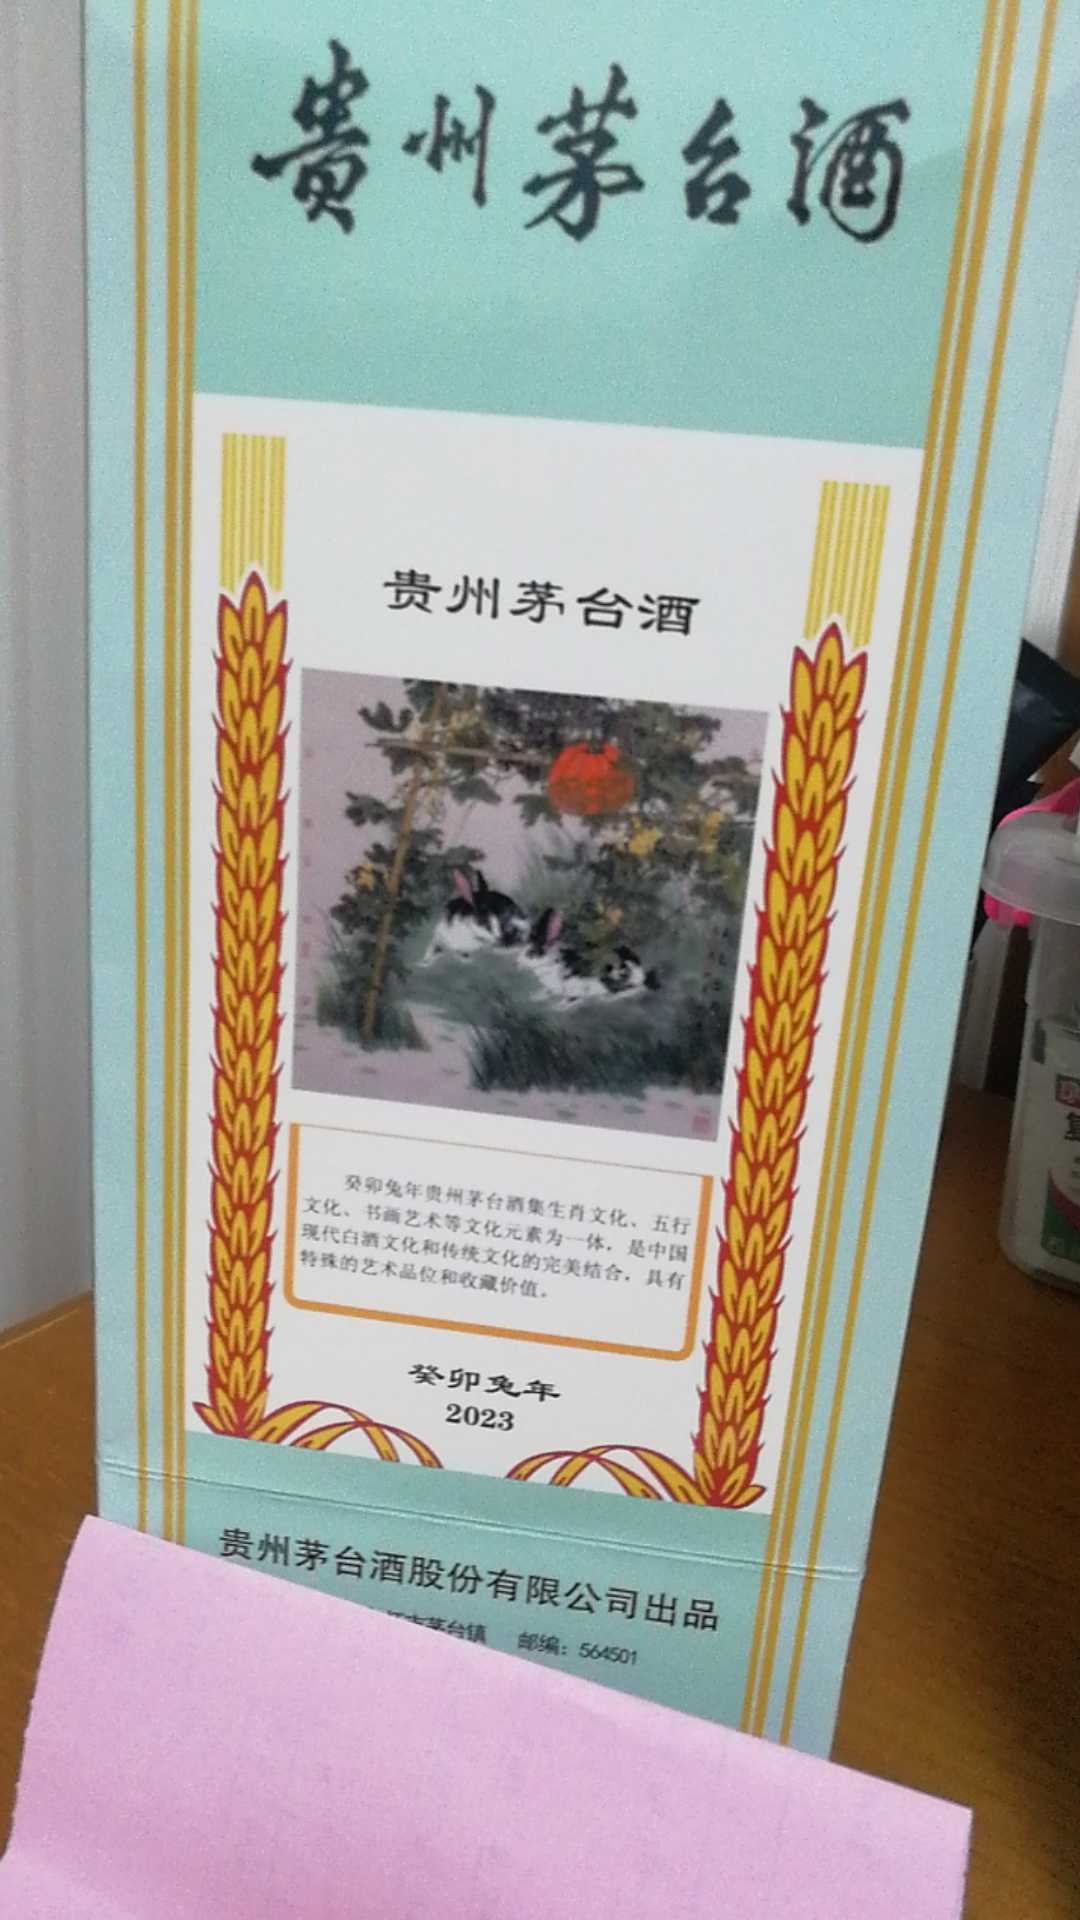 贵州茅台酒
贵州茅台酒
癸卯兔年贵州茅台酒集生肖文化、五行
文化、书画艺术等文化元素为一体，是中国
现代白酒文化和传统文化的完美结合，具有
特殊的艺术品位和收藏价值。
癸卯兔年
2023
贵州茅台酒股份有限公司出品
市茅台镇 邮编：564501